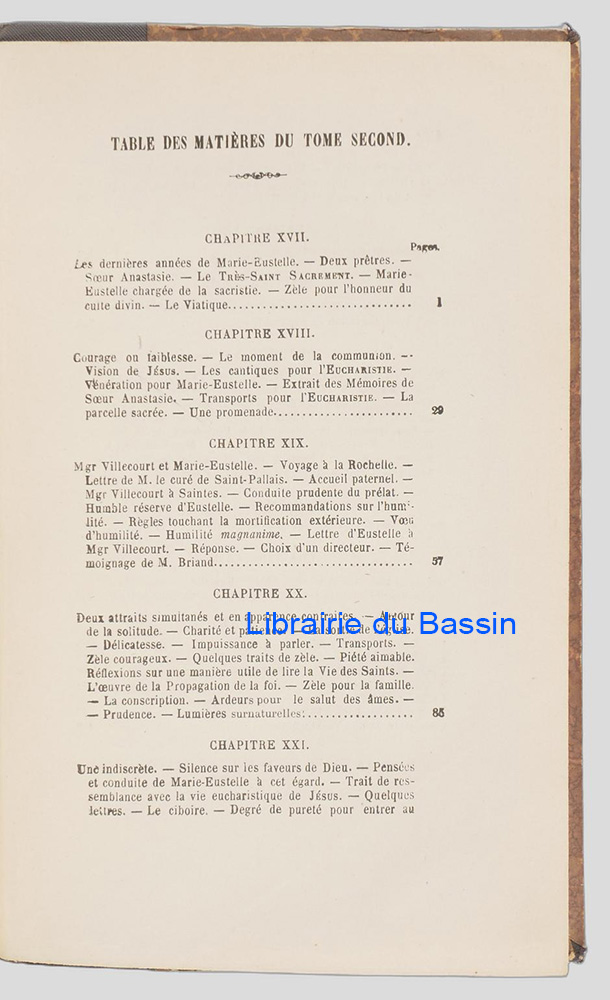 TABLE DES MATIÈRES DU TOME SECOND.
CHAPITRE XVII.
Pages.
Les dernières années de Marie-Eustelle. — Deux prêtres. —
Sœur Anastasie. — Le Très-Saint Sacrement. — Marie-
Eustelle chargée de la sacristie. — Zèle pour l'honneur du
culte divin. — Le Viatique.............................. 1
CHAPITRE XVIII.
Courage ou faiblesse. — Le moment de la communion. —
Vision de Jésus. — Les cantiques pour l'Eucharistie. —
Vénération pour Marie-Eustelle. — Extrait des Mémoires de
Sœur Anastasie. — Transports pour l'Eucharistie. — La
parcelle sacrée. — Une promenade....................... 29
CHAPITRE XIX.
Mgr Villecourt et Marie-Eustelle. — Voyage à la Rochelle. —
Lettre de M. le curé de Saint-Pallais. — Accueil paternel. —
Mgr Villecourt à Saintes. — Conduite prudente du prélat. —
Humble réserve d'Eustelle. — Recommandations sur l'humi-
lité. — Règles touchant la mortification extérieure. — Vœu
d'humilité. — Humilité magnanime. — Lettre d'Eustelle à
Mgr Villecourt. — Réponse. — Choix d'un directeur. — Té-
moignage de M. Briand................................ 57
CHAPITRE XX.
Deux attraits simultanés et en apparence contraires. — Amour
de la solitude. — Charité et patience. — sortie de l'église.
Librairie du Bassin
— Délicatesse. — Impuissance à parler. — Transports. —
Zèle courageux. — Quelques traits de zèle. — Piété aimable.
Réflexions sur une manière utile de lire la Vie des Saints. —
L'œuvre de la Propagation de la foi. — Zèle pour la famille.
— La conscription. — Ardeurs pour le salut des âmes. —
— Prudence. — Lumières surnaturelles.................. 85
CHAPITRE XXI.
Une indiscrète. — Silence sur les faveurs de Dieu. — Pensées
et conduite de Marie-Eustelle à cet égard. — Trait de res-
semblance avec la vie eucharistique de Jésus. — Quelques
lettres. — Le ciboire. — Degré de pureté pour entrer au